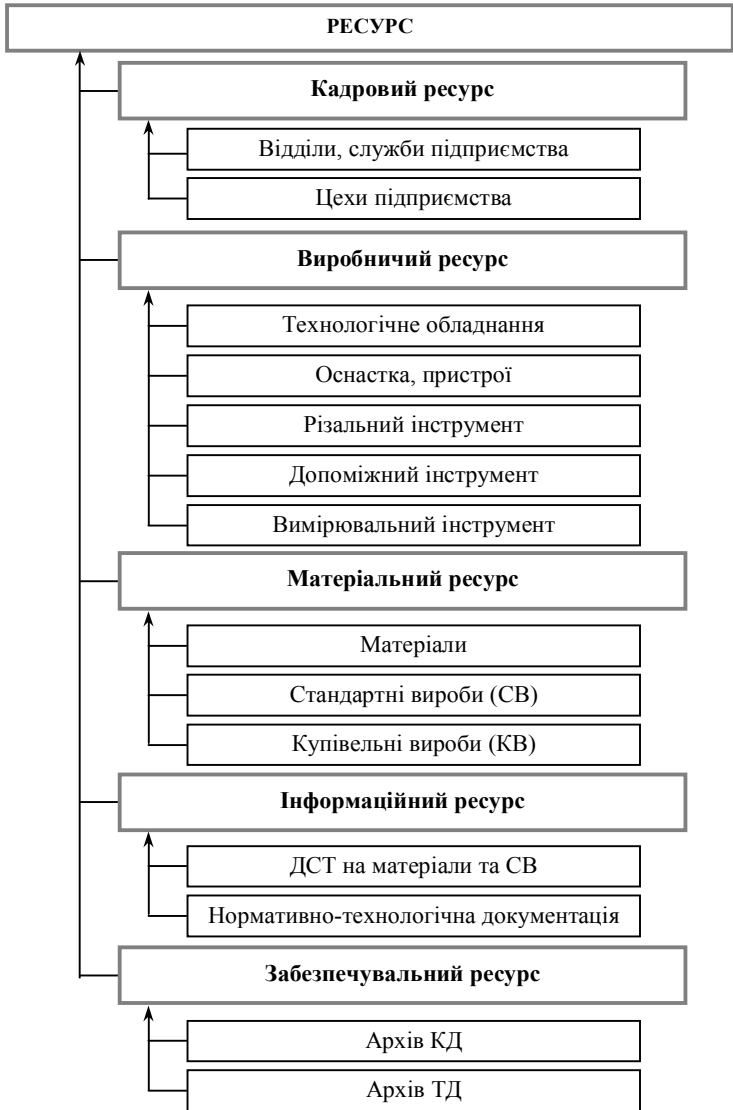 РЕСУРС
Кадровий ресурс
Відділи, служби підприємства
Цехи підприємства
Виробничий ресурс
Технологічне обладнання
Оснастка, пристрої
Різальний інструмент
Допоміжний інструмент
Вимірювальний інструмент
Матеріальний ресурс
Матеріали
Стандартні вироби (СВ)
Купівельні вироби (КВ)
Інформаційний ресурс
ДСТ на матеріали та СВ
Нормативно-технологічна документація
Забезпечувальний ресурс
Архів КД
Архів ТД